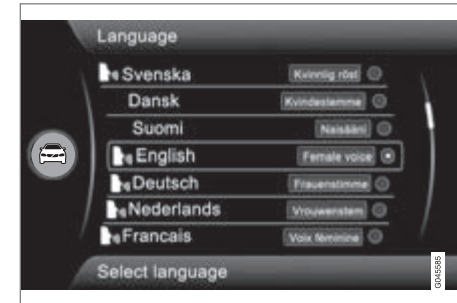 Language
Svenska Kvinnlig röst
Dansk Kvindestemme
Suomi Naisääni
English Female voice
Deutsch Frauenstimme
Nederlands Vrouwenstem
Francais Voix féminine
Select language
G045585